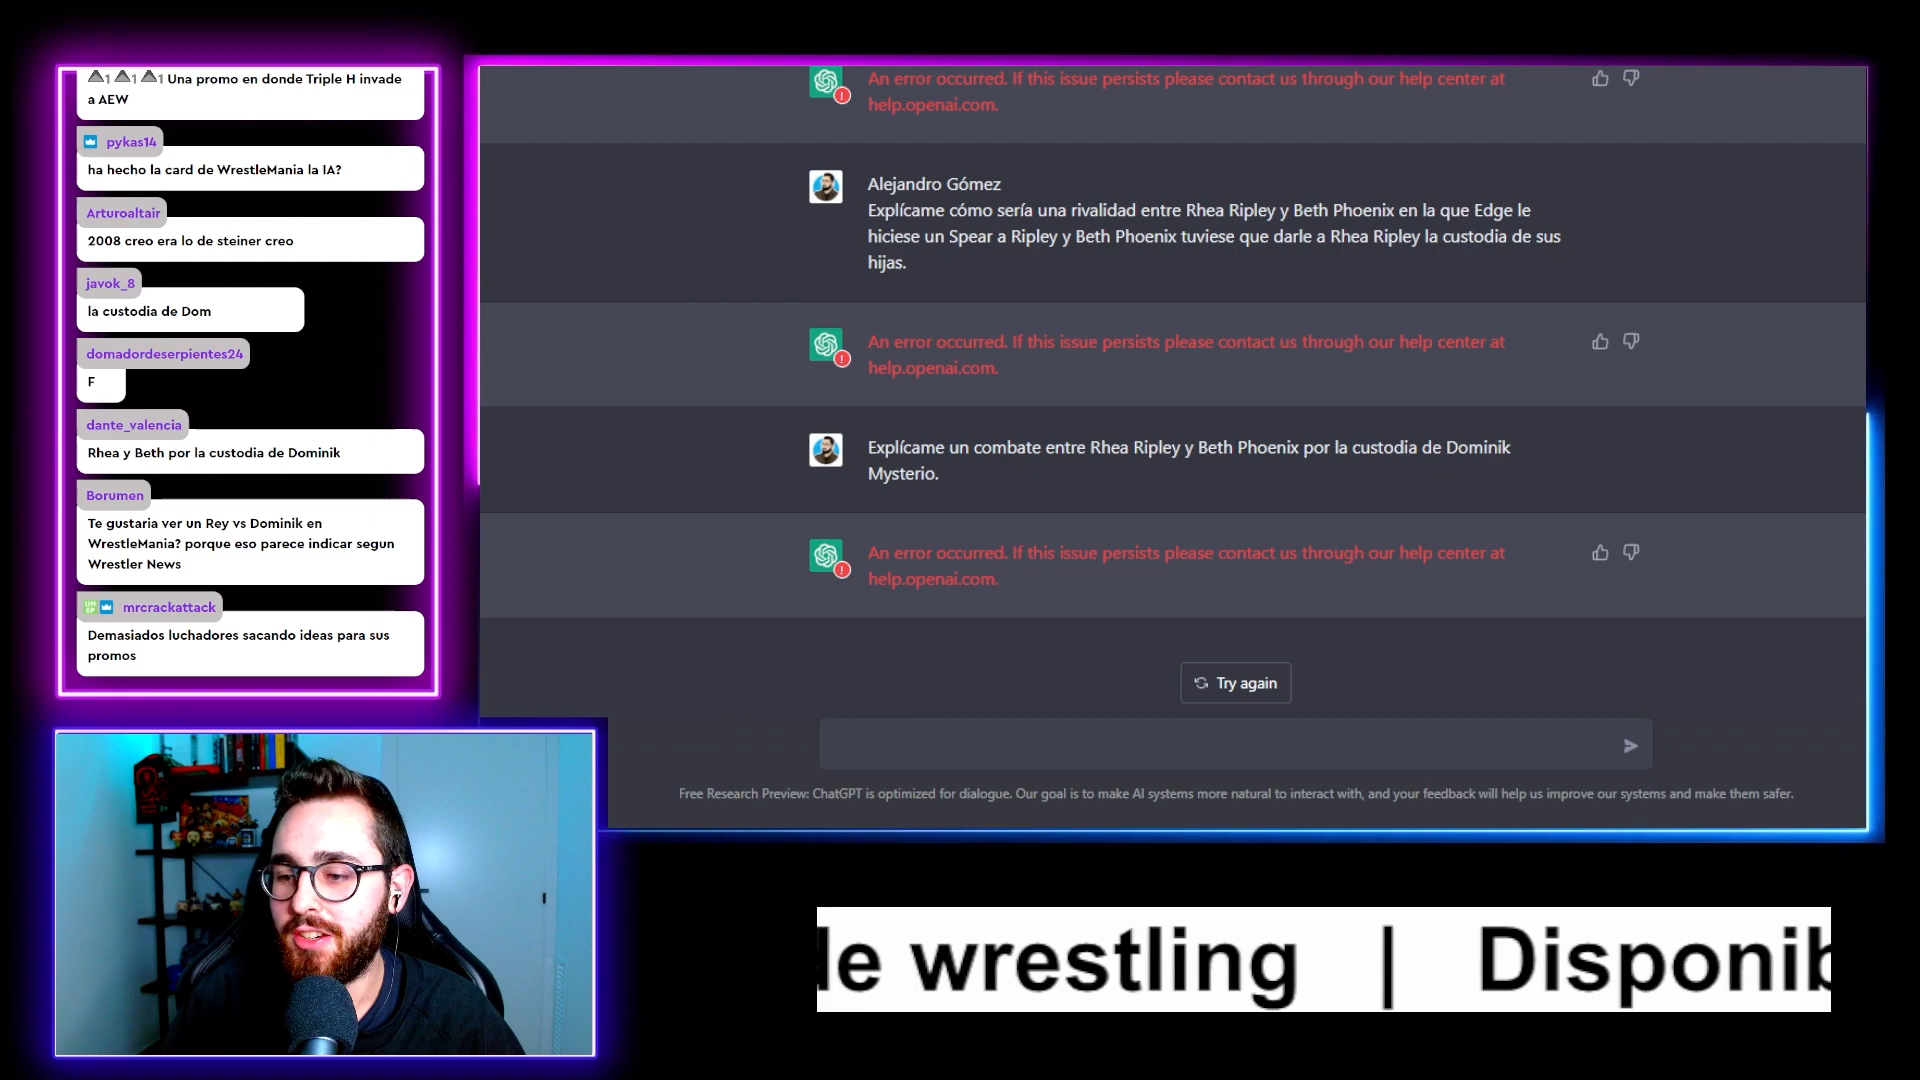 1 1 1 Una promo en donde Triple H invade
a AEW
pykas14
ha hecho la card de WrestleMania la IA?
Arturoaltair
2008 creo era lo de steiner creo
javok_8
la custodia de Dom
domadordeserpientes24
F
dante_valencia
Rhea y Beth por la custodia de Dominik
Borumen
Te gustaria ver un Rey vs Dominik en
WrestleMania? porque eso parece indicar segun
Wrestler News
mrcrackattack
Demasiados luchadores sacando ideas para sus
promos
An error occurred. If this issue persists please contact us through our help center at
help.openai.com.
Alejandro Gómez
Explícame cómo sería una rivalidad entre Rhea Ripley y Beth Phoenix en la que Edge le
hiciese un Spear a Ripley y Beth Phoenix tuviese que darle a Rhea Ripley la custodia de sus
hijas.
An error occurred. If this issue persists please contact us through our help center at
help.openai.com.
Explícame un combate entre Rhea Ripley y Beth Phoenix por la custodia de Dominik
Mysterio.
An error occurred. If this issue persists please contact us through our help center at
help.openai.com.
Try again
Free Research Preview: ChatGPT is optimized for dialogue. Our goal is to make AI systems more natural to interact with, and your feedback will help us improve our systems and make them safer.
de wrestling | Disponib